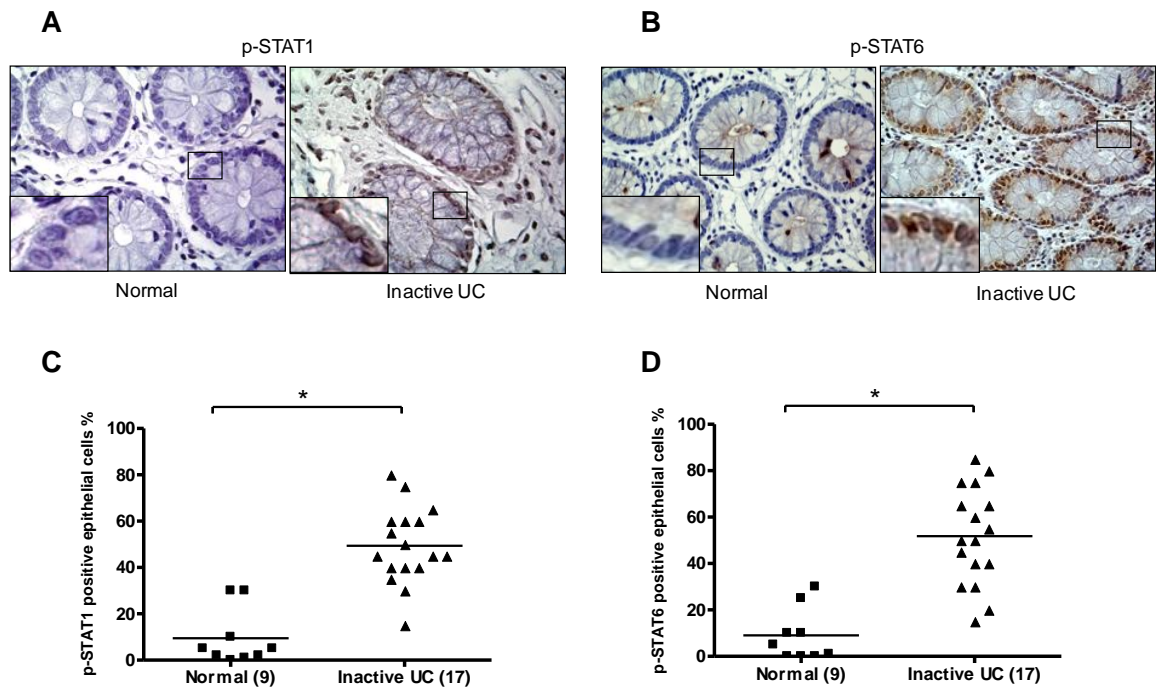 A
p-STAT1
Normal
Inactive UC
B
p-STAT6
Normal
Inactive UC
C
*
p-STAT1 positive epithelial cells %
100
80
60
40
20
0
Normal (9)
Inactive UC (17)
D
*
p-STAT6 positive epithelial cells %
100
80
60
40
20
0
Normal (9)
Inactive UC (17)